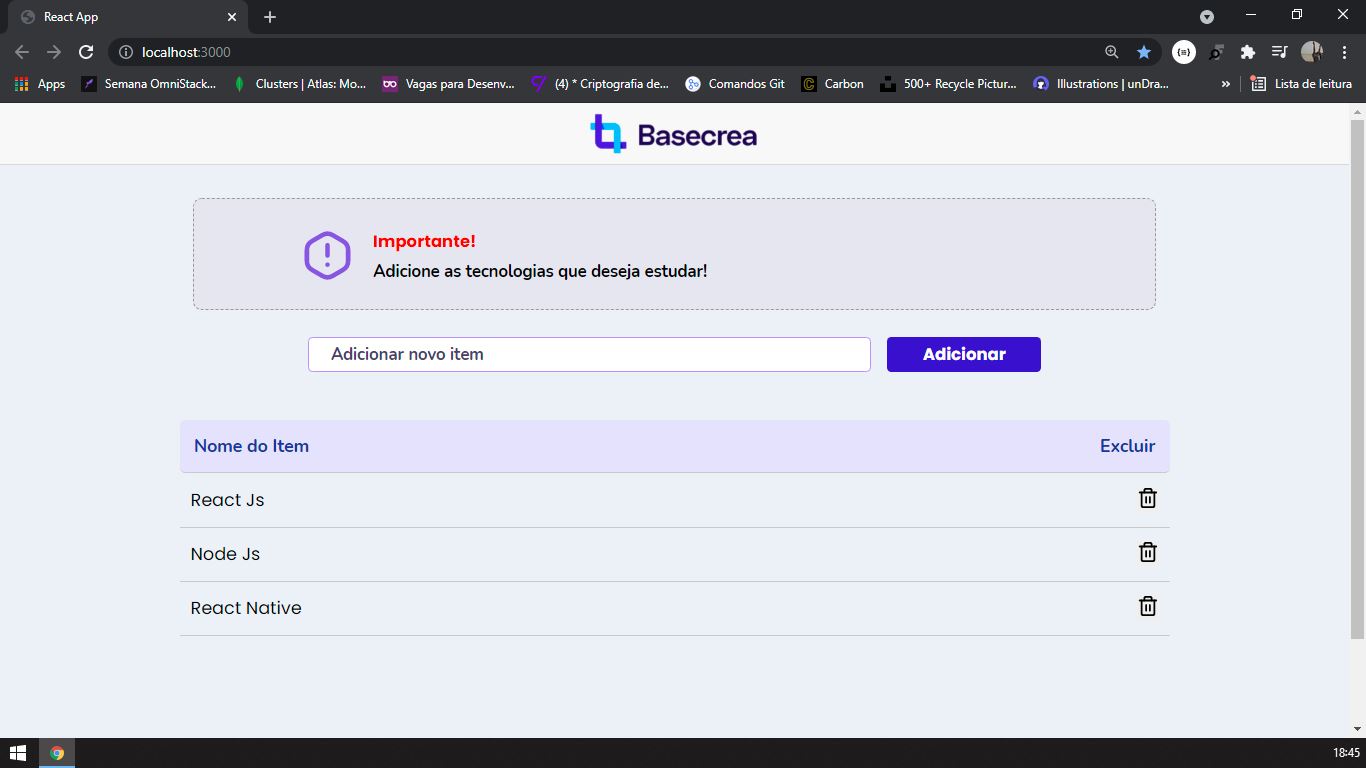 React App
localhost:3000
Apps
Semana OmniStack...
Clusters | Atlas: Mo...
Vagas para Desenv...
(4) * Criptografia de...
Comandos Git
Carbon
500+ Recycle Pictur...
Illustrations | unDra...
»
Lista de leitura
Basecrea
Importante!
Adicione as tecnologias que deseja estudar!
Adicionar novo item
Adicionar
Nome do Item Excluir
React Js
Node Js
React Native
18:45